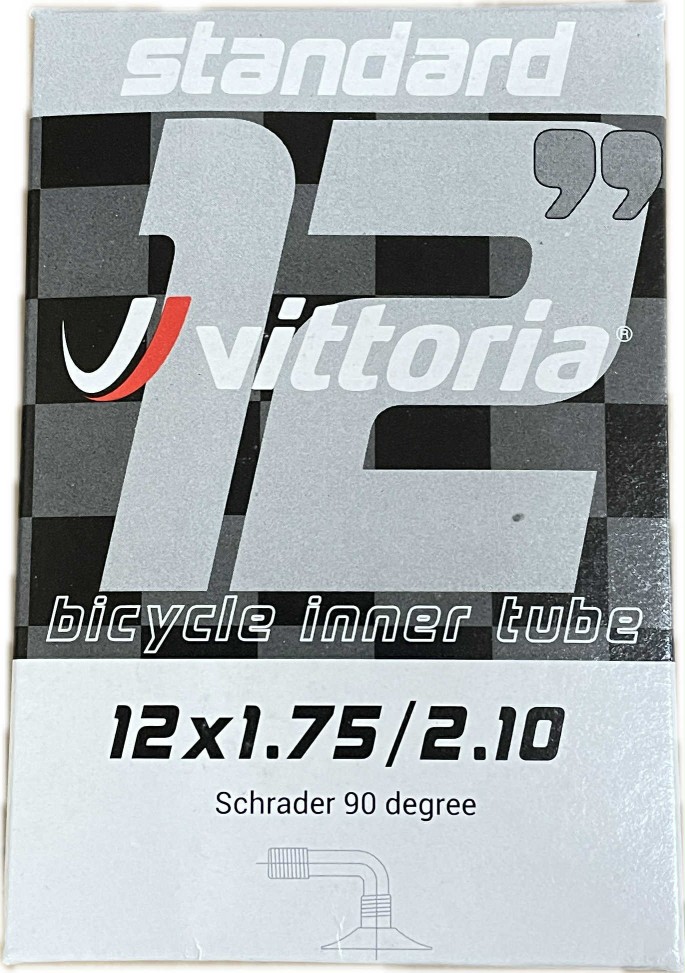 standard
12”
vittoria®
bicycle inner tube
12x1.75/2.10
Schrader 90 degree